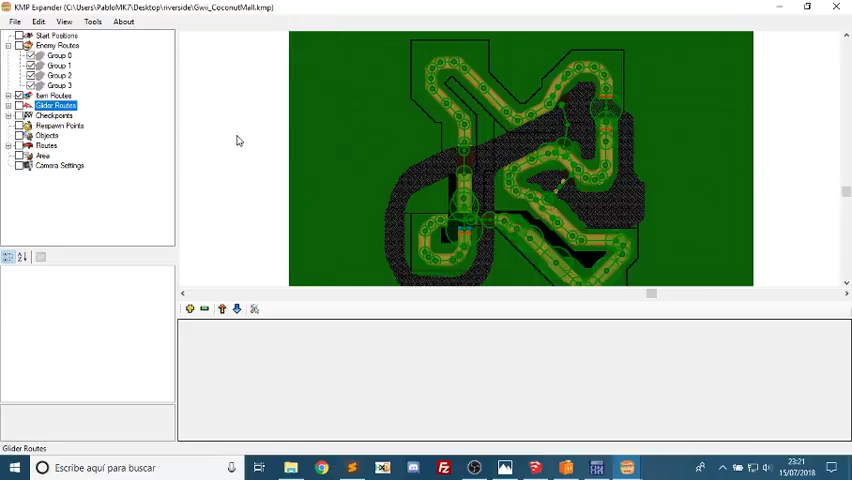 KMP Expander (C:\Users\PabloMK7\Desktop\riverside\Gwii_CoconutMall.kmp)
File Edit View Tools About
Start Positions
Enemy Routes
Group 0
Group 1
Group 2
Group 3
Item Routes
Glider Routes
Checkpoints
Respawn Points
Objects
Routes
Area
Camera Settings
Glider Routes
Escribe aquí para buscar
23:21
15/07/2018